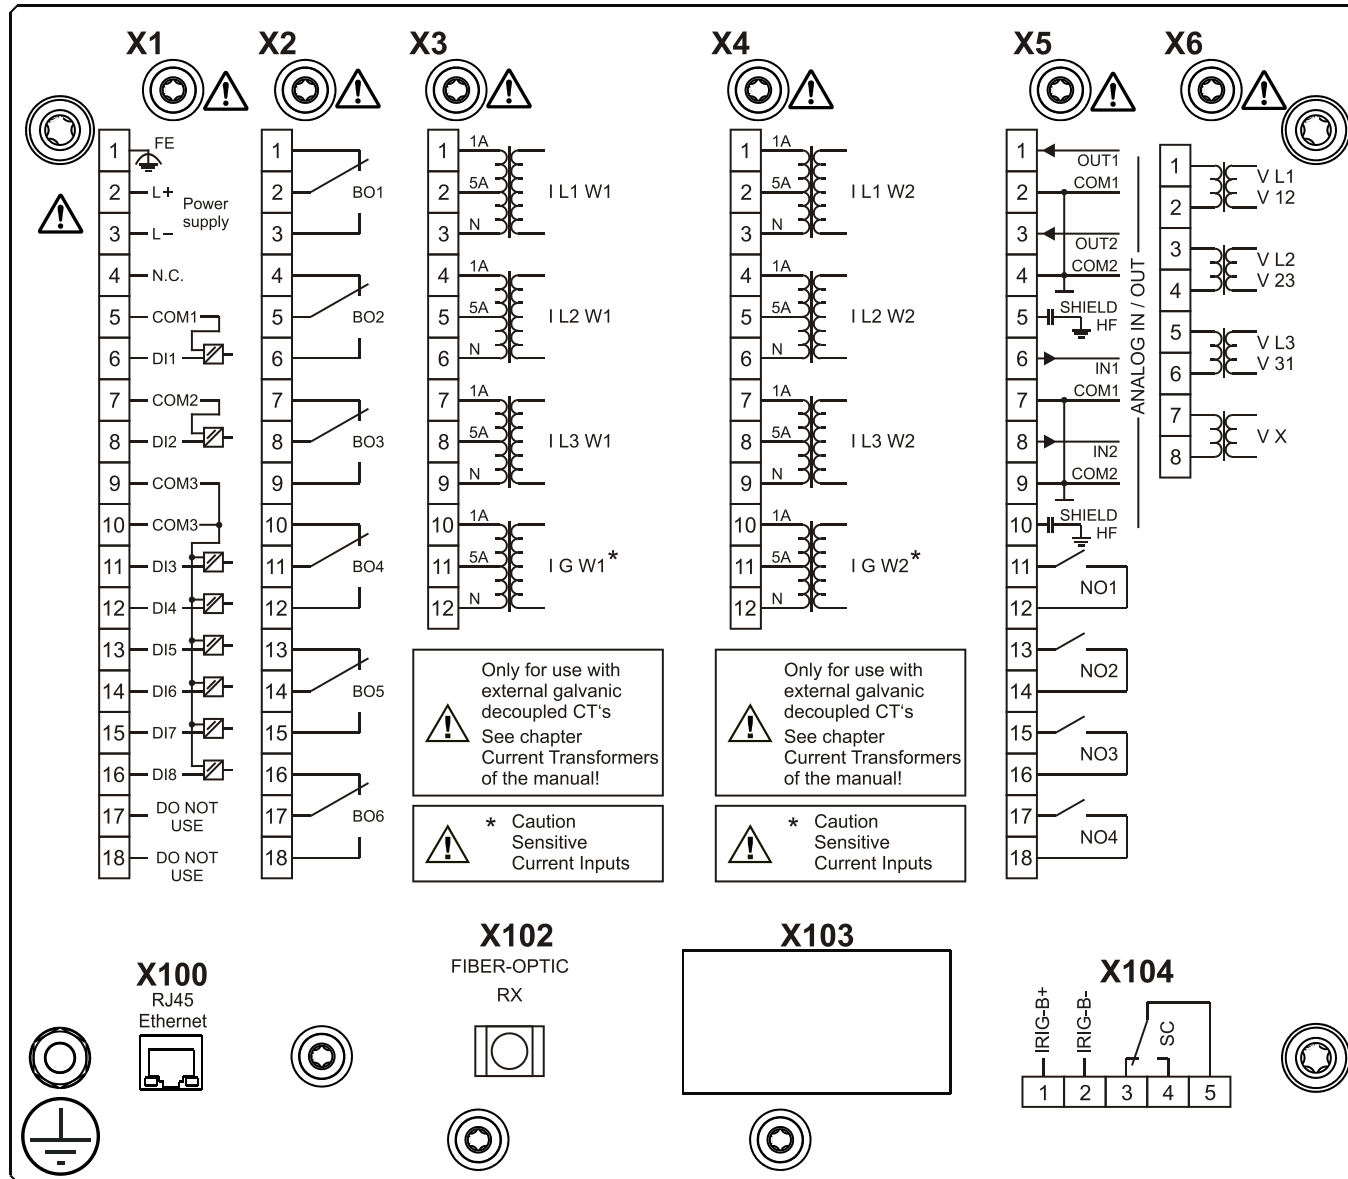 X1
X2
X3
X4
X5
X6
1 FE
2 L+
Power
supply
3 L–
4 N.C.
5 COM1
6 DI1
7 COM2
8 DI2
9 COM3
10 COM3
11 DI3
12 DI4
13 DI5
14 DI6
15 DI7
16 DI8
17 DO NOT
USE
18 DO NOT
USE
1
2 BO1
3
4
5 BO2
6
7
8 BO3
9
10
11 BO4
12
13
14 BO5
15
16
17 BO6
18
1 1A
2 5A I L1 W1
3 N
4 1A
5 5A I L2 W1
6 N
7 1A
8 5A I L3 W1
9 N
10 1A
11 5A I G W1*
12 N
Only for use with
external galvanic
decoupled CT‘s
See chapter
Current Transformers
of the manual!
* Caution
Sensitive
Current Inputs
1 1A
2 5A I L1 W2
3 N
4 1A
5 5A I L2 W2
6 N
7 1A
8 5A I L3 W2
9 N
10 1A
11 5A I G W2*
12 N
Only for use with
external galvanic
decoupled CT‘s
See chapter
Current Transformers
of the manual!
* Caution
Sensitive
Current Inputs
1 OUT1
2 COM1
3 OUT2
4 COM2
5 SHIELD
HF
6 IN1
7 COM1
8 IN2
9 COM2
10 SHIELD
HF
ANALOG IN / OUT
11
NO1
12
13
NO2
14
15
NO3
16
17
NO4
18
1 V L1
2 V 12
3 V L2
4 V 23
5 V L3
6 V 31
7
V X
8
X100
RJ45
Ethernet
X102
FIBER-OPTIC
RX
X103
X104
IRIG-B+
IRIG-B-
SC
1 2 3 4 5